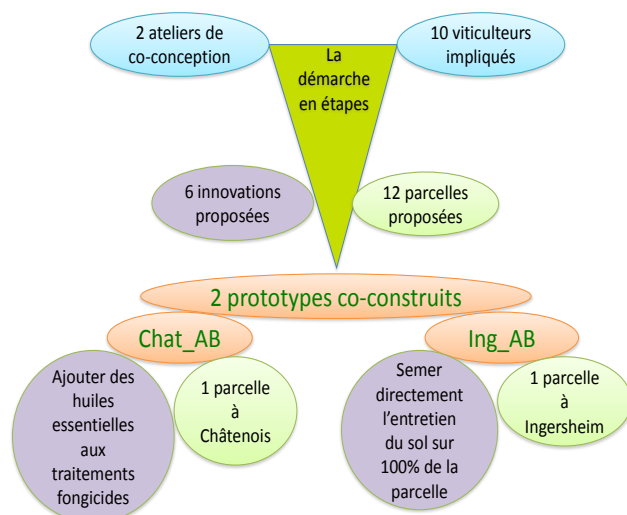 2 ateliers de
co-conception
10 viticulteurs
impliqués
La
démarche
en étapes
6 innovations
proposées
12 parcelles
proposées
2 prototypes co-construits
Chat_AB
Ing_AB
Ajouter des
huiles
essentielles
aux
traitements
fongicides
1 parcelle
à
Châtenois
Semer
directement
l'entretien
du sol sur
100% de la
parcelle
1 parcelle
à
Ingersheim